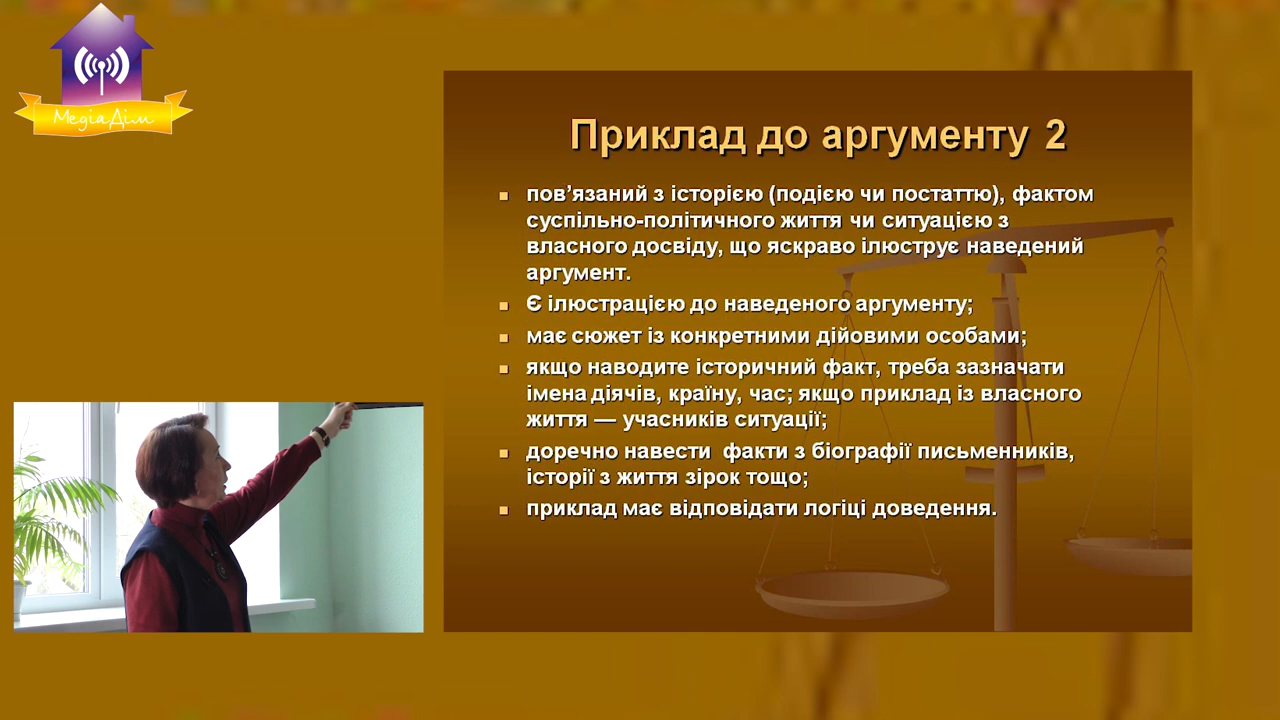 МедіаДім
Приклад до аргументу 2
пов’язаний з історією (подією чи постаттю), фактом
суспільно-політичного життя чи ситуацією з
власного досвіду, що яскраво ілюструє наведений
аргумент.
Є ілюстрацією до наведеного аргументу;
має сюжет із конкретними дійовими особами;
якщо наводите історичний факт, треба зазначати
імена діячів, країну, час; якщо приклад із власного
життя — учасників ситуації;
доречно навести факти з біографії письменників,
історії з життя зірок тощо;
приклад має відповідати логіці доведення.